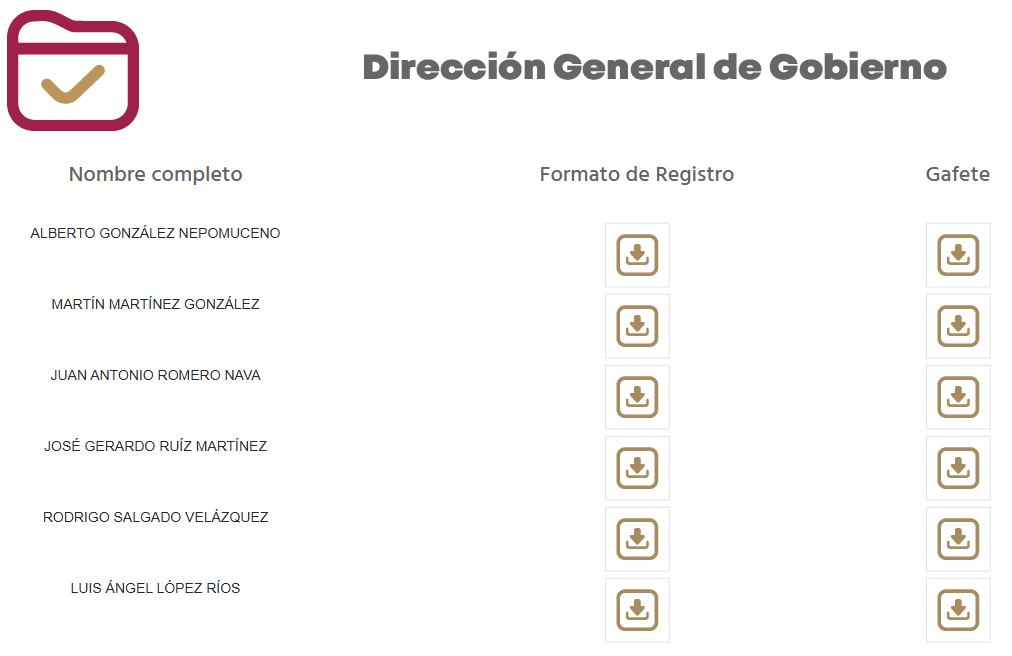 Dirección General de Gobierno
Nombre completo Formato de Registro Gafete
ALBERTO GONZÁLEZ NEPOMUCENO
MARTÍN MARTÍNEZ GONZÁLEZ
JUAN ANTONIO ROMERO NAVA
JOSÉ GERARDO RUÍZ MARTÍNEZ
RODRIGO SALGADO VELÁZQUEZ
LUIS ÁNGEL LÓPEZ RÍOS